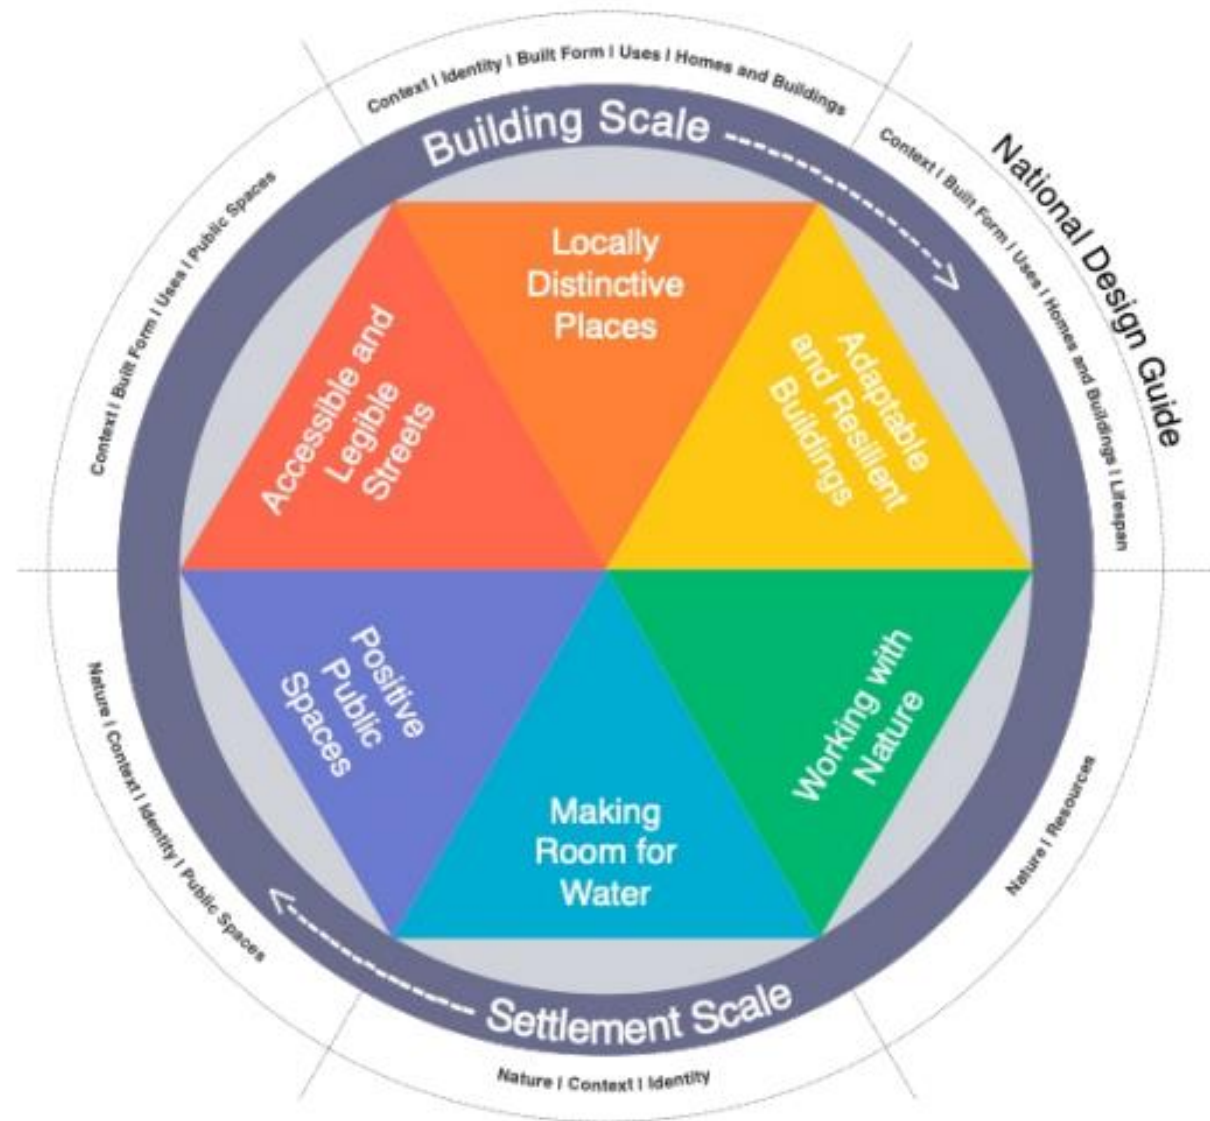 Context | Identity | Built Form | Uses | Homes and Buildings
Context | Built Form | Uses | Homes and Buildings | Lifespan
National Design Guide
Nature | Resources
Nature | Context | Identity
Nature | Context | Identity | Public Spaces
Context | Built Form | Uses | Public Spaces
Building Scale
Settlement Scale
Locally
Distinctive
Places
Adaptable
and Resilient
Buildings
Working with
Nature
Making
Room for
Water
Positive
Public
Spaces
Accessible and
Legible
Streets